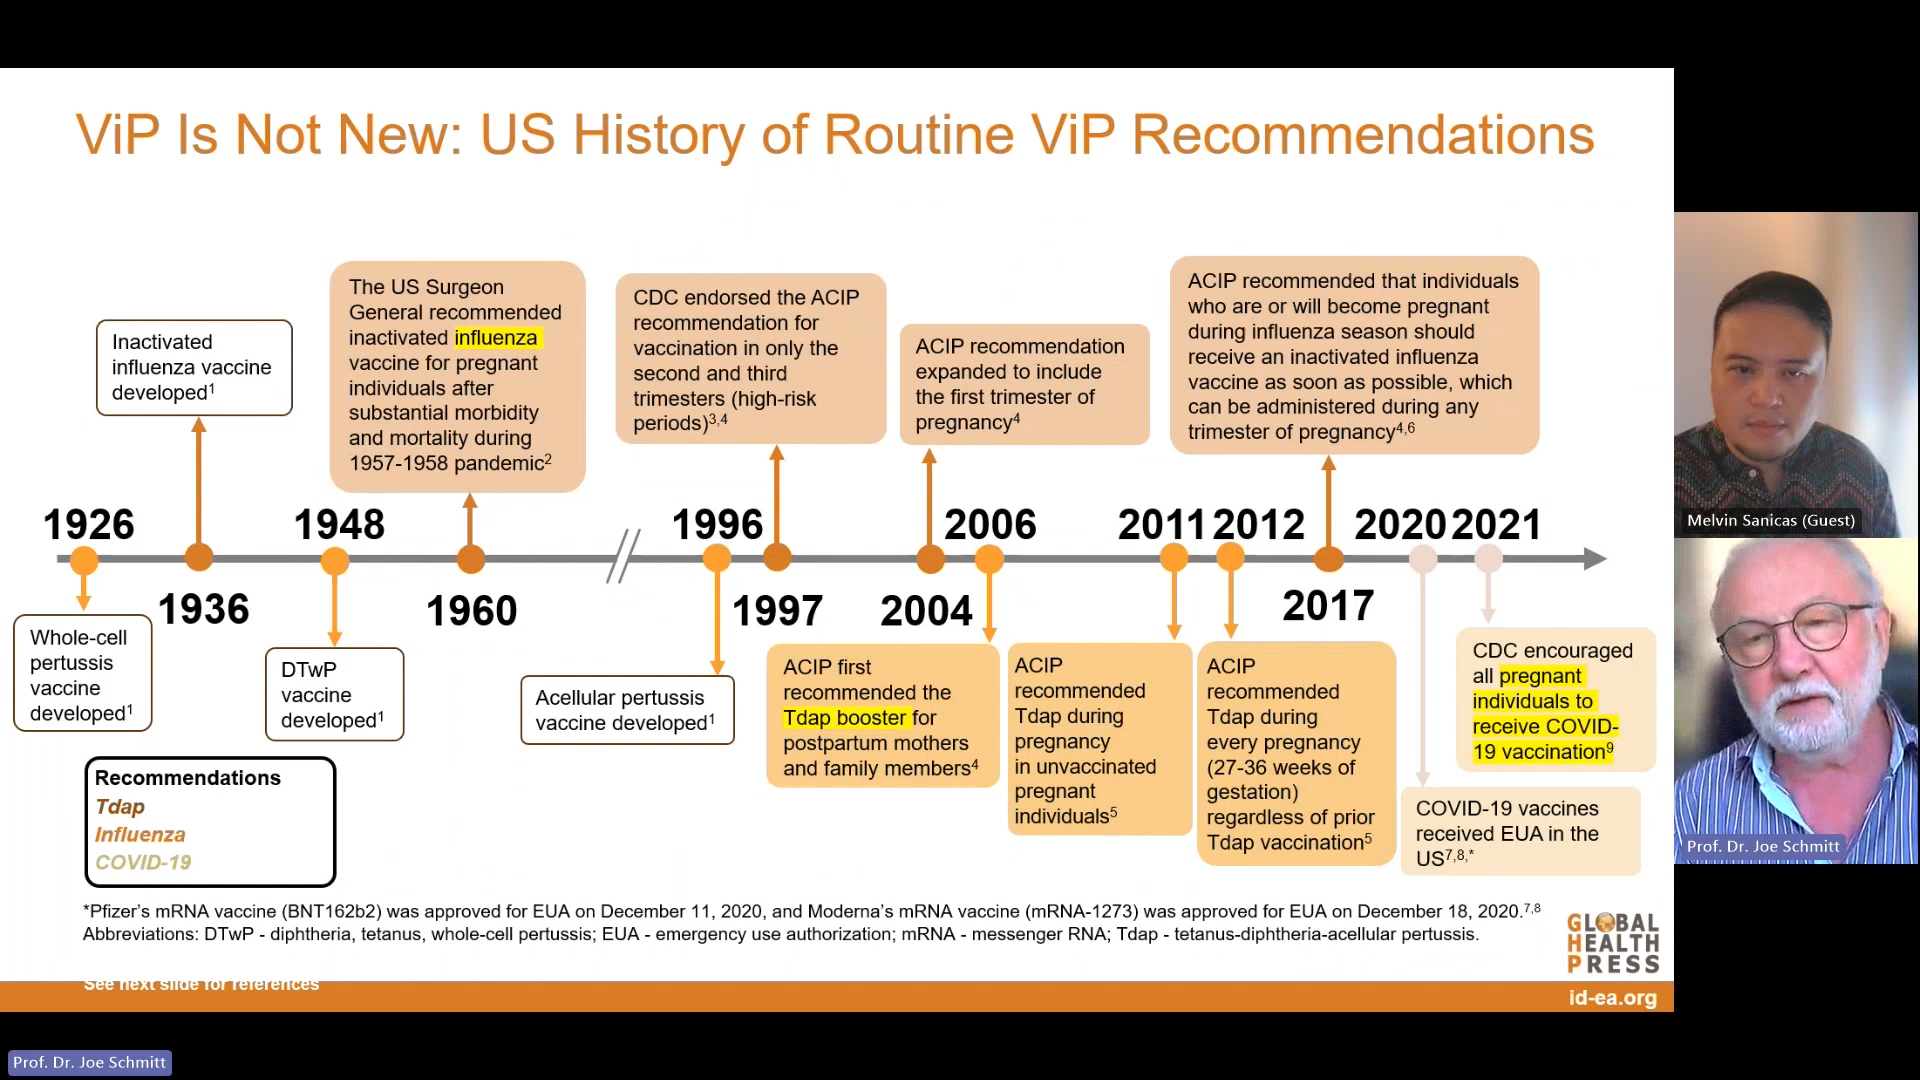 ViP Is Not New: US History of Routine ViP Recommendations
Inactivated
influenza vaccine
developed1
The US Surgeon
General recommended
inactivated influenza
vaccine for pregnant
individuals after
substantial morbidity
and mortality during
1957-1958 pandemic2
CDC endorsed the ACIP
recommendation for
vaccination in only the
second and third
trimesters (high-risk
periods)3,4
ACIP recommendation
expanded to include
the first trimester of
pregnancy4
ACIP recommended that individuals
who are or will become pregnant
during influenza season should
receive an inactivated influenza
vaccine as soon as possible, which
can be administered during any
trimester of pregnancy4,6
1926
1948
1996
2006
2011
2012
2020
2021
1936
1960
1997
2004
2017
Whole-cell
pertussis
vaccine
developed1
DTwP
vaccine
developed1
Acellular pertussis
vaccine developed1
ACIP first
recommended the
Tdap booster for
postpartum mothers
and family members4
ACIP
recommended
Tdap during
pregnancy
in unvaccinated
pregnant
individuals5
ACIP
recommended
Tdap during
every pregnancy
(27-36 weeks of
gestation)
regardless of prior
Tdap vaccination5
CDC encouraged
all pregnant
individuals to
receive COVID-
19 vaccination9
COVID-19 vaccines
received EUA in the
US7,8,*
Recommendations
Tdap
Influenza
COVID-19
*Pfizer's mRNA vaccine (BNT162b2) was approved for EUA on December 11, 2020, and Moderna's mRNA vaccine (mRNA-1273) was approved for EUA on December 18, 2020.7,8
Abbreviations: DTwP - diphtheria, tetanus, whole-cell pertussis; EUA - emergency use authorization; mRNA - messenger RNA; Tdap - tetanus-diphtheria-acellular pertussis.
See next slide for references
GLOBAL
HEALTH
PRESS
id-ea.org
Melvin Sanicas (Guest)
Prof. Dr. Joe Schmitt
Prof. Dr. Joe Schmitt